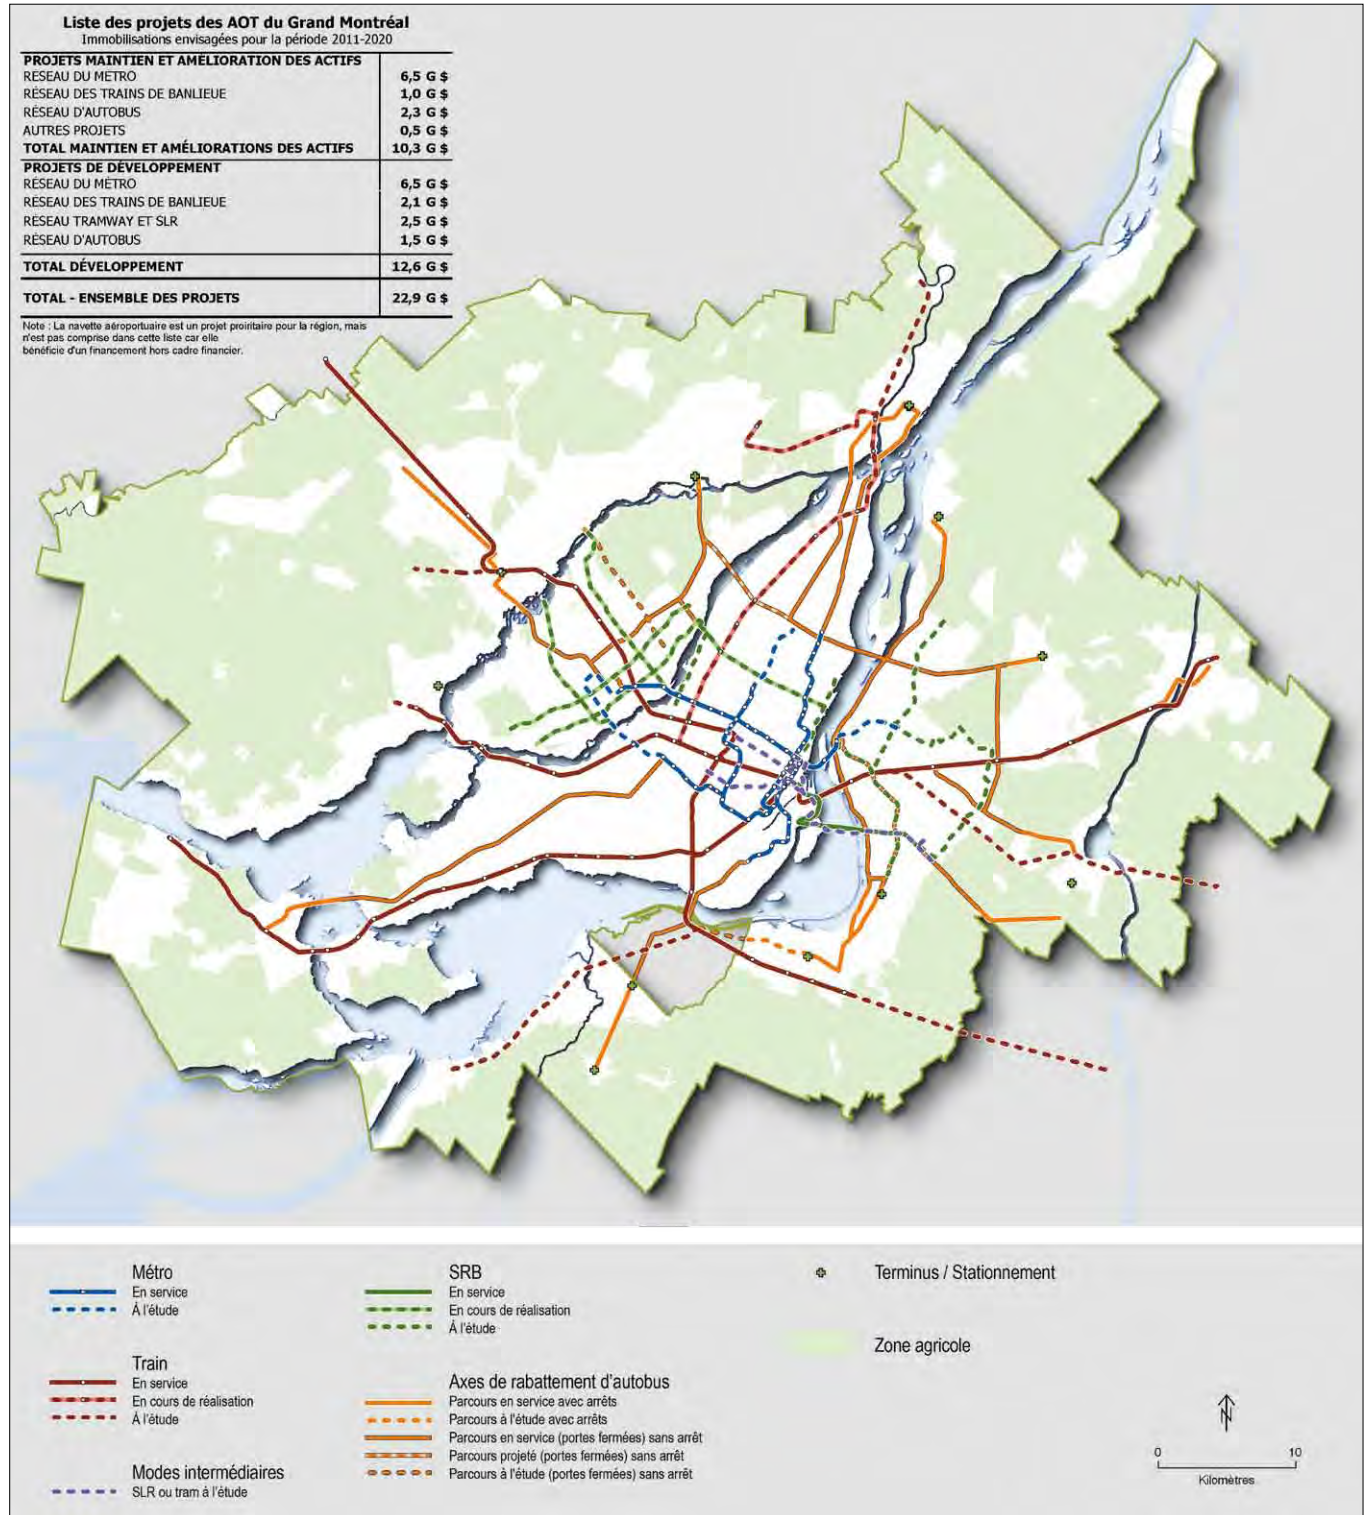 Liste des projets des AOT du Grand Montréal
Immobilisations envisagées pour la période 2011-2020
PROJETS MAINTIEN ET AMÉLIORATION DES ACTIFS
RÉSEAU DU MÉTRO 6,5 G $
RÉSEAU DES TRAINS DE BANLIEUE 1,0 G $
RÉSEAU D'AUTOBUS 2,3 G $
AUTRES PROJETS 0,5 G $
TOTAL MAINTIEN ET AMÉLIORATIONS DES ACTIFS 10,3 G $
PROJETS DE DÉVELOPPEMENT
RÉSEAU DU MÉTRO 6,5 G $
RÉSEAU DES TRAINS DE BANLIEUE 2,1 G $
RÉSEAU TRAMWAY ET SLR 2,5 G $
RÉSEAU D'AUTOBUS 1,5 G $
TOTAL DÉVELOPPEMENT 12,6 G $
TOTAL - ENSEMBLE DES PROJETS 22,9 G $
Note : La navette aéroportuaire est un projet proiritaire pour la région, mais
n'est pas comprise dans cette liste car elle
bénéficie d'un financement hors cadre financier.
Métro
En service
À l'étude
Train
En service
En cours de réalisation
À l'étude
Modes intermédiaires
SLR ou tram à l'étude
SRB
En service
En cours de réalisation
À l'étude
Axes de rabattement d'autobus
Parcours en service avec arrêts
Parcours à l'étude avec arrêts
Parcours en service (portes fermées) sans arrêt
Parcours projeté (portes fermées) sans arrêt
Parcours à l'étude (portes fermées) sans arrêt
Terminus / Stationnement
Zone agricole
N
0 10
Kilomètres